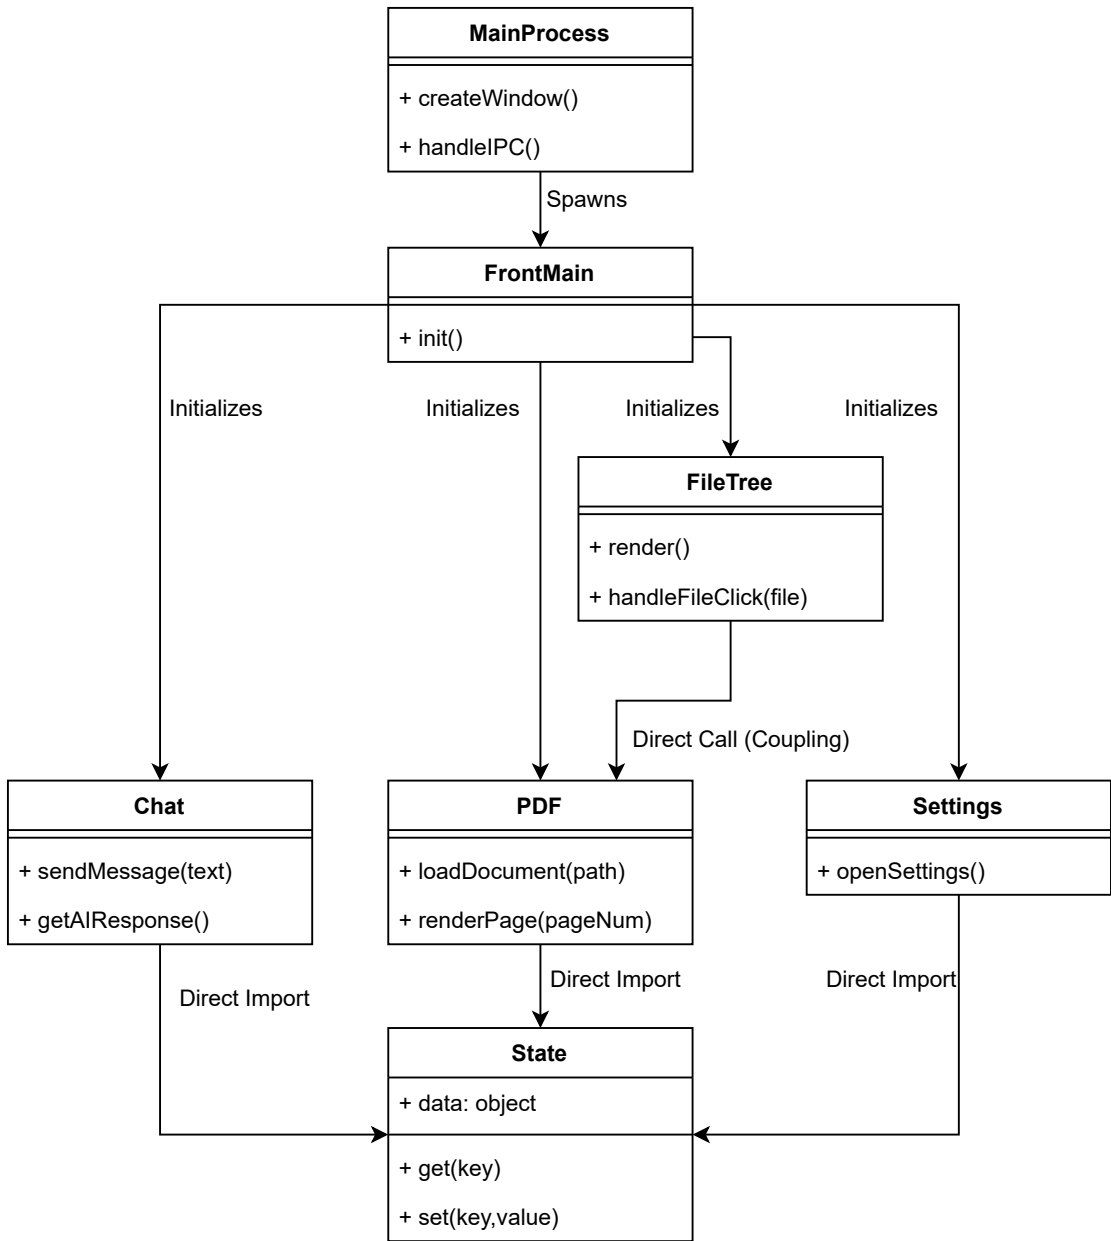 MainProcess
+ createWindow()
+ handleIPC()
Spawns
FrontMain
+ init()
Initializes
Initializes
Initializes
Initializes
FileTree
+ render()
+ handleFileClick(file)
Direct Call (Coupling)
Chat
+ sendMessage(text)
+ getAIResponse()
PDF
+ loadDocument(path)
+ renderPage(pageNum)
Settings
+ openSettings()
Direct Import
Direct Import
Direct Import
State
+ data: object
+ get(key)
+ set(key,value)